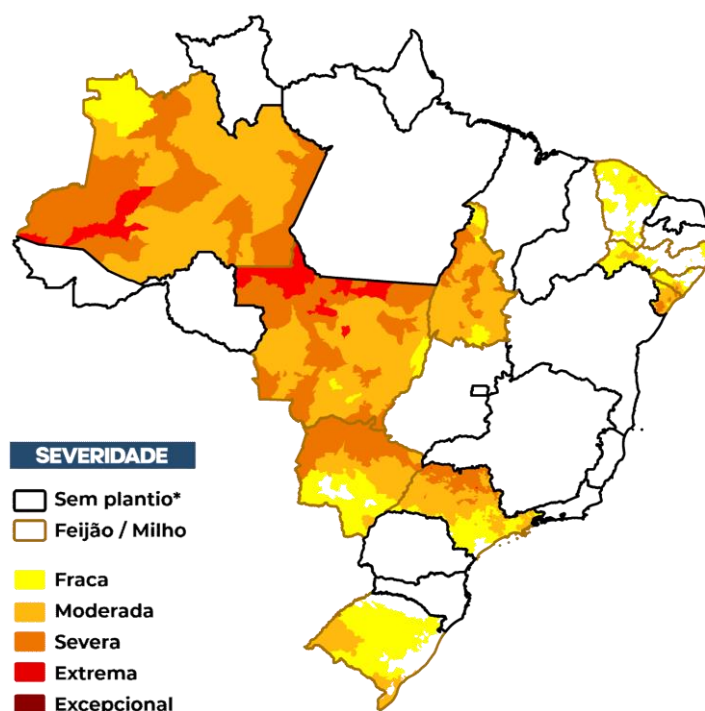 SEVERIDADE
Sem plantio*
Feijão / Milho
Fraca
Moderada
Severa
Extrema
Excepcional